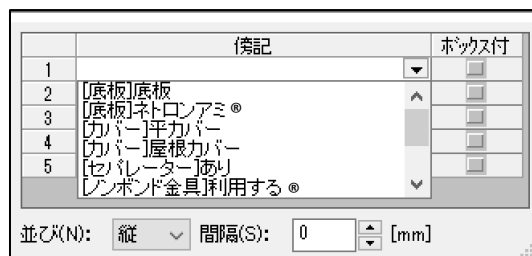 傍記 ボックス付
1
2 [底板]底板
3 [底板]ネトロンアミ®
[カバー]平カバー
4 [カバー]屋根カバー
5 [セパレーター]あり
[ノンボンド金具]利用する®
並び(N): 縦 間隔(S): 0 [mm]